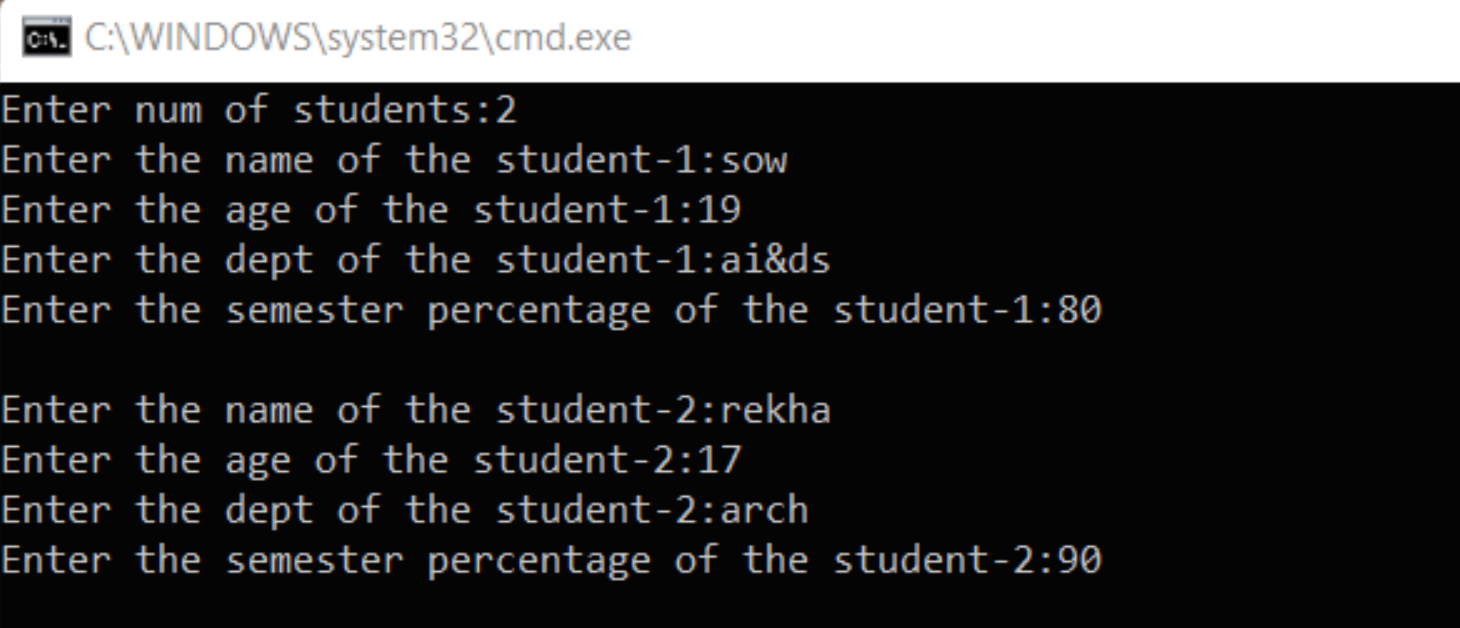 C:\WINDOWS\system32\cmd.exe
Enter num of students:2
Enter the name of the student-1:sow
Enter the age of the student-1:19
Enter the dept of the student-1:ai&ds
Enter the semester percentage of the student-1:80
Enter the name of the student-2:rekha
Enter the age of the student-2:17
Enter the dept of the student-2:arch
Enter the semester percentage of the student-2:90